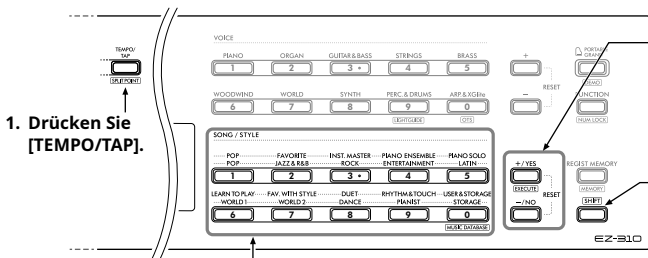 VOICE
TEMPO/
TAP
PIANO ORGAN GUITAR&BASS STRINGS BRASS
PORTABLE
GRAND
1 2 3 4 5 + RESET
SPLIT POINT
DEMO
1. Drücken Sie
[TEMPO/TAP].
WOODWIND WORLD SYNTH PERC.& DRUMS ARP.& XGlite
FUNCTION
6 7 8 9 0 −
LIGHTGUIDE OTS NUM LOCK
SONG / STYLE
POP FAVORITE INST. MASTER PIANO ENSEMBLE PIANO SOLO
POP JAZZ & R&B ROCK ENTERTAINMENT LATIN
+/YES REGIST MEMORY
1 2 3 4 5
EXECUTE MEMORY
RESET
LEARN TO PLAY FAV. WITH STYLE DUET RHYTHM & TOUCH USER & STORAGE
WORLD 1 WORLD 2 DANCE PIANIST STORAGE
−/NO SHIFT
6 7 8 9 0
MUSIC DATABASE
EZ-310